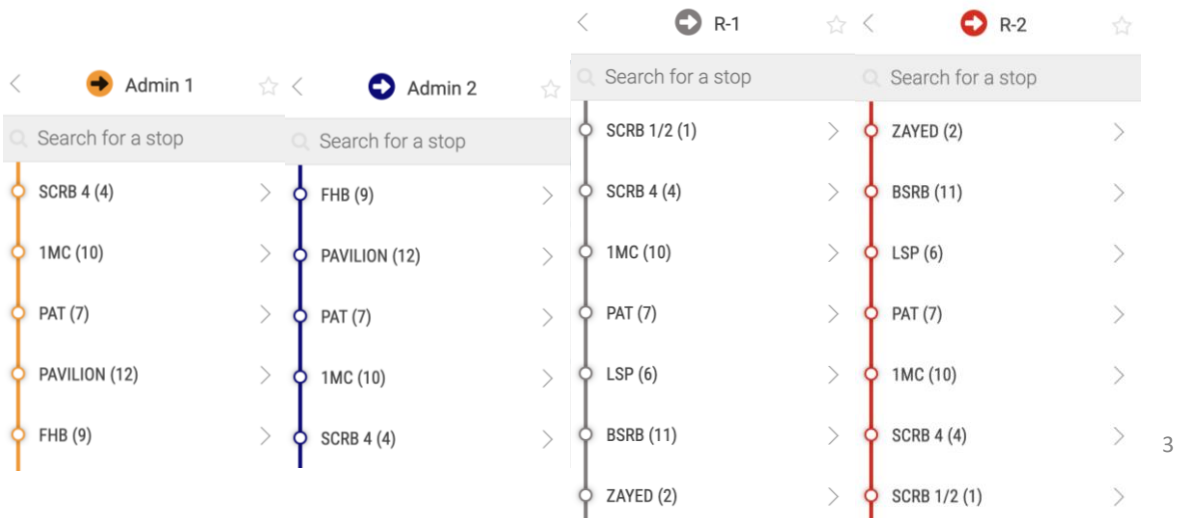 Admin 1
Search for a stop
SCRB 4 (4)
1MC (10)
PAT (7)
PAVILION (12)
FHB (9)
Admin 2
Search for a stop
FHB (9)
PAVILION (12)
PAT (7)
1MC (10)
SCRB 4 (4)
R-1
Search for a stop
SCRB 1/2 (1)
SCRB 4 (4)
1MC (10)
PAT (7)
LSP (6)
BSRB (11)
ZAYED (2)
R-2
Search for a stop
ZAYED (2)
BSRB (11)
LSP (6)
PAT (7)
1MC (10)
SCRB 4 (4)
SCRB 1/2 (1)
3